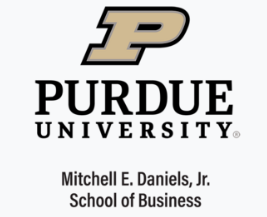 P
PURDUE
UNIVERSITY®
Mitchell E. Daniels, Jr.
School of Business